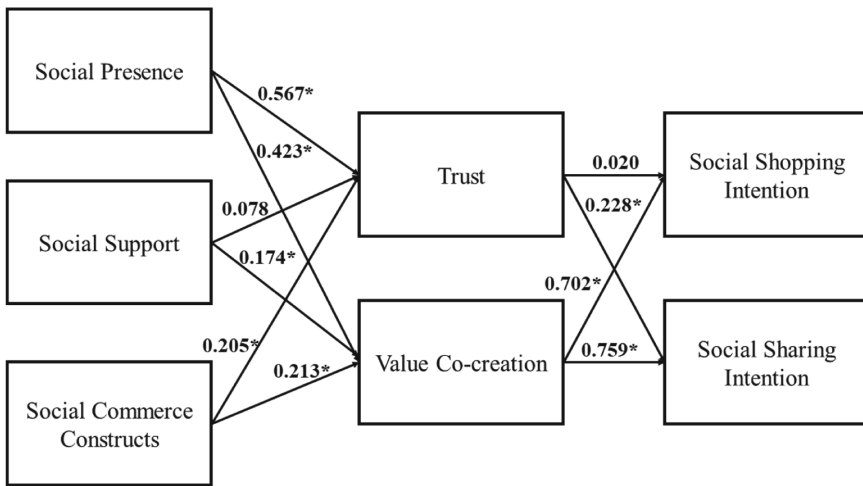 Social Presence
0.567*
0.423*
Trust
0.020
Social Shopping
Intention
0.228*
Social Support
0.078
0.174*
0.702*
Value Co-creation
0.759*
Social Sharing
Intention
0.205*
0.213*
Social Commerce
Constructs